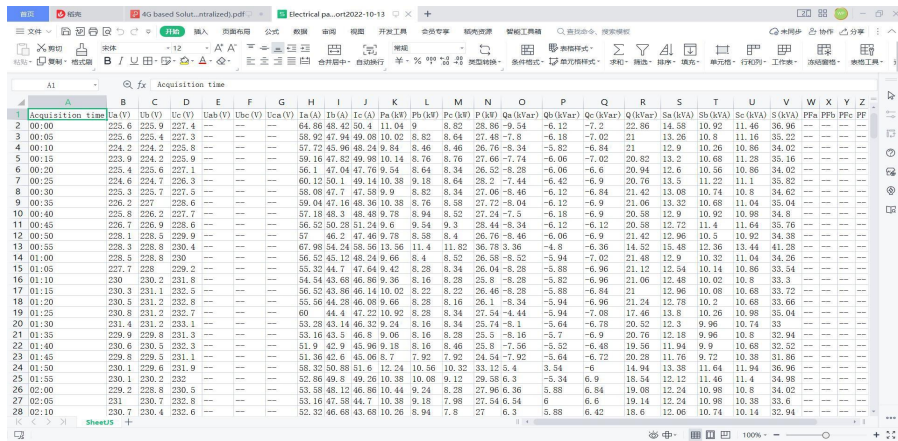 首页 稻壳 4G based Solut...ntralized).pdf Electrical pa...ort2022-10-13 +
文件 开始 插入 页面布局 公式 数据 审阅 视图 开发工具 会员专享 稻壳资源 智能工具箱 查找命令、搜索模板 未同步 协作 分享
剪切 复制 格式刷 宋体 12 合并居中 自动换行 常规 类型转换 条件格式 表格样式 单元格样式 求和 筛选 排序 填充 单元格 行和列 工作表 冻结窗格 表格工具
A1 fx Acquisition time
A B C D E F G H I J K L M N O P Q R S T U V W X Y Z
1 Acquisition time Ua(V) Ub(V) Uc(V) Uab(V) Ubc(V) Uca(V) Ia(A) Ib(A) Ic(A) Pa(kW) Pb(kW) Pc(kW) P(kW) Qa(kVar) Qb(kVar) Qc(kVar) Q(kVar) Sa(kVA) Sb(kVA) Sc(kVA) S(kVA) PFa PFb PFc PF
2 00:00 225.6 225.9 227.4 -- -- -- 64.86 48.42 50.4 11.04 9 8.82 28.86 -9.54 -6.12 -7.2 22.86 14.58 10.92 11.46 36.96 -- -- -- --
3 00:05 225.6 225.4 227.3 -- -- -- 58.92 47.94 49.08 10.02 8.82 8.64 27.48 -7.8 -6.18 -7.02 21 13.26 10.8 11.16 35.22 -- -- -- --
4 00:10 224.2 224.2 225.8 -- -- -- 57.72 45.96 48.24 9.84 8.46 8.46 26.76 -8.34 -5.82 -6.84 21 12.9 10.26 10.86 34.02 -- -- -- --
5 00:15 223.9 224.2 225.9 -- -- -- 59.16 47.82 49.98 10.14 8.76 8.76 27.66 -7.74 -6.06 -7.02 20.82 13.2 10.68 11.28 35.16 -- -- -- --
6 00:20 225.4 225.6 227.1 -- -- -- 56.1 47.04 47.76 9.54 8.64 8.34 26.52 -8.28 -6.06 -6.6 20.94 12.6 10.56 10.86 34.02 -- -- -- --
7 00:25 224.6 224.7 226.3 -- -- -- 60.12 50.1 49.14 10.38 9.18 8.64 28.2 -7.44 -6.42 -6.9 20.76 13.5 11.22 11.1 35.82 -- -- -- --
8 00:30 225.3 225.7 227.5 -- -- -- 58.08 47.7 47.58 9.9 8.82 8.34 27.06 -8.46 -6.12 -6.84 21.42 13.08 10.74 10.8 34.62 -- -- -- --
9 00:35 226.2 227 228.6 -- -- -- 59.04 47.16 48.36 10.38 8.76 8.58 27.72 -8.04 -6.12 -6.9 21.06 13.32 10.68 11.04 35.04 -- -- -- --
10 00:40 225.8 226.2 227.7 -- -- -- 57.18 48.3 48.48 9.78 8.94 8.52 27.24 -7.5 -6.18 -6.9 20.58 12.9 10.92 10.98 34.8 -- -- -- --
11 00:45 226.7 226.9 228.6 -- -- -- 56.52 50.28 51.24 9.6 9.54 9.3 28.44 -8.34 -6.12 -6.12 20.58 12.72 11.4 11.64 35.76 -- -- -- --
12 00:50 228.1 228.5 229.9 -- -- -- 57 46.2 47.46 9.78 8.58 8.4 26.76 -8.46 -6.06 -6.9 21.42 12.96 10.5 10.92 34.38 -- -- -- --
13 00:55 228.3 228.8 230.4 -- -- -- 67.98 54.24 58.56 13.56 11.4 11.82 36.78 3.36 -4.8 -6.36 14.52 15.48 12.36 13.44 41.28 -- -- -- --
14 01:00 228.5 228.8 230 -- -- -- 56.52 45.12 48.24 9.66 8.4 8.52 26.58 -8.52 -5.94 -7.02 21.48 12.9 10.32 11.04 34.26 -- -- -- --
15 01:05 227.7 228 229.2 -- -- -- 55.32 44.7 47.64 9.42 8.28 8.34 26.04 -8.28 -5.88 -6.96 21.12 12.54 10.14 10.86 33.54 -- -- -- --
16 01:10 230 230.2 231.8 -- -- -- 54.54 43.68 46.86 9.36 8.16 8.28 25.8 -8.28 -5.82 -6.96 21.06 12.48 10.02 10.8 33.3 -- -- -- --
17 01:15 230.3 231.1 232.5 -- -- -- 56.52 43.86 46.14 10.02 8.22 8.22 26.46 -8.28 -5.88 -6.84 21 12.96 10.08 10.68 33.72 -- -- -- --
18 01:20 230.5 231.2 232.8 -- -- -- 55.56 44.28 46.08 9.66 8.28 8.16 26.1 -8.34 -5.94 -6.96 21.24 12.78 10.2 10.68 33.66 -- -- -- --
19 01:25 230.8 231.2 232.7 -- -- -- 60 44.4 47.22 10.92 8.28 8.34 27.54 -4.44 -5.94 -7.08 17.46 13.8 10.26 10.98 35.04 -- -- -- --
20 01:30 231.4 231.2 233.1 -- -- -- 53.28 43.14 46.32 9.24 8.16 8.34 25.74 -8.1 -5.64 -6.78 20.52 12.3 9.96 10.74 33 -- -- -- --
21 01:35 229.9 229.8 231.3 -- -- -- 53.16 43.5 46.8 9.06 8.16 8.28 25.5 -8.16 -5.7 -6.9 20.76 12.18 9.96 10.8 32.94 -- -- -- --
22 01:40 230.6 230.5 232.3 -- -- -- 51.9 42.9 45.96 9.18 8.16 8.46 25.8 -7.56 -5.52 -6.48 19.56 11.94 9.9 10.68 32.52 -- -- -- --
23 01:45 229.8 229.5 231.1 -- -- -- 51.36 42.6 45.06 8.7 7.92 7.92 24.54 -7.92 -5.64 -6.72 20.28 11.76 9.72 10.38 31.86 -- -- -- --
24 01:50 230.1 229.6 231.9 -- -- -- 58.32 50.88 51.6 12.24 10.56 10.32 33.12 5.4 3.54 -6 14.94 13.38 11.64 11.94 36.96 -- -- -- --
25 01:55 230.1 230.2 232 -- -- -- 52.86 49.8 49.26 10.38 10.08 9.12 29.58 6.3 -5.34 6.9 18.54 12.12 11.46 11.4 34.98 -- -- -- --
26 02:00 229.2 228.8 230.5 -- -- -- 53.58 48.12 46.86 10.44 9.24 8.28 27.96 6.36 5.88 6.84 19.08 12.24 10.98 10.8 34.02 -- -- -- --
27 02:05 231 230.7 232.8 -- -- -- 53.16 47.58 44.7 10.38 9.18 7.98 27.54 6.54 6 6.6 19.14 12.24 10.98 10.38 33.6 -- -- -- --
28 02:10 230.7 230.4 232.6 -- -- -- 52.32 46.68 43.68 10.26 8.94 7.8 27 6.3 5.88 6.42 18.6 12.06 10.74 10.14 32.94 -- -- -- --
SheetJS +
100%